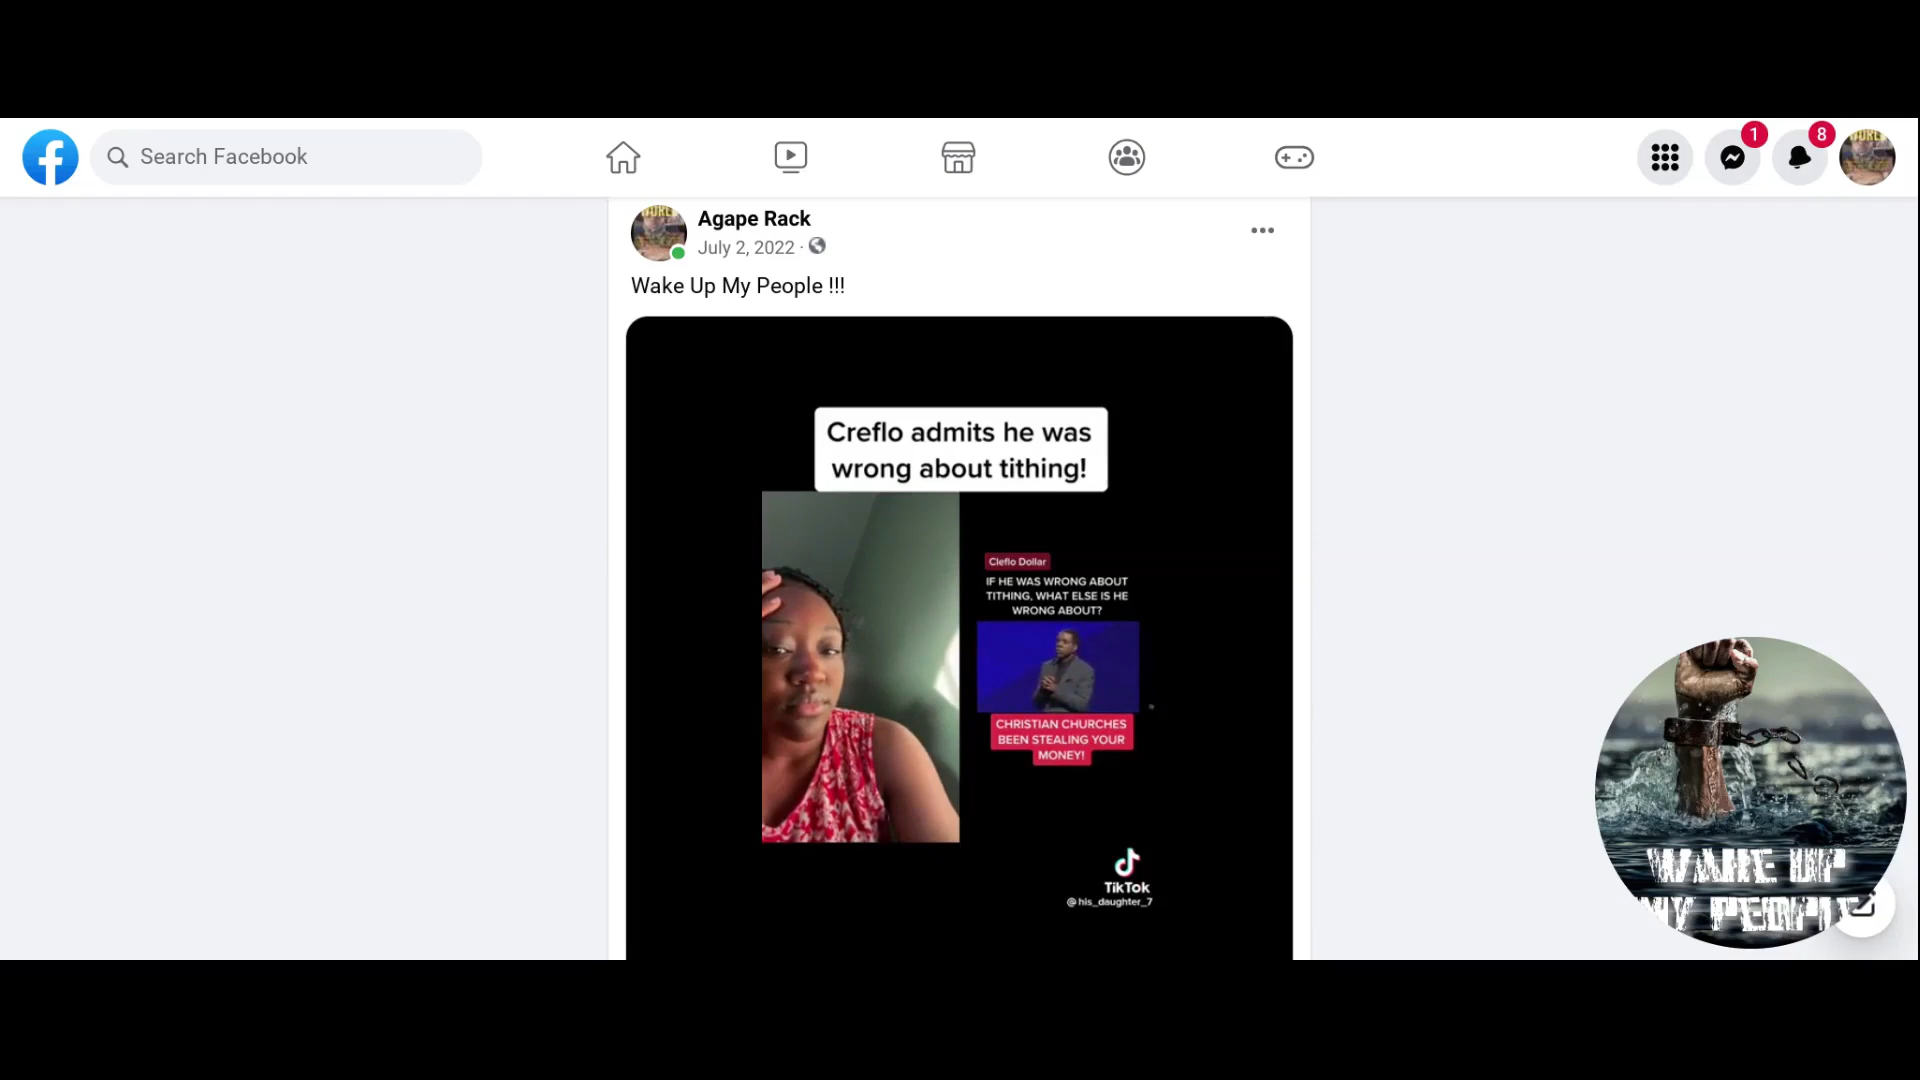 Search Facebook
1
8
Agape Rack
July 2, 2022 ·
Wake Up My People !!!
Creflo admits he was
wrong about tithing!
Cleflo Dollar
IF HE WAS WRONG ABOUT
TITHING, WHAT ELSE IS HE
WRONG ABOUT?
CHRISTIAN CHURCHES
BEEN STEALING YOUR
MONEY!
TikTok
@his_daughter_7
WAKE UP
MY PEOPLE